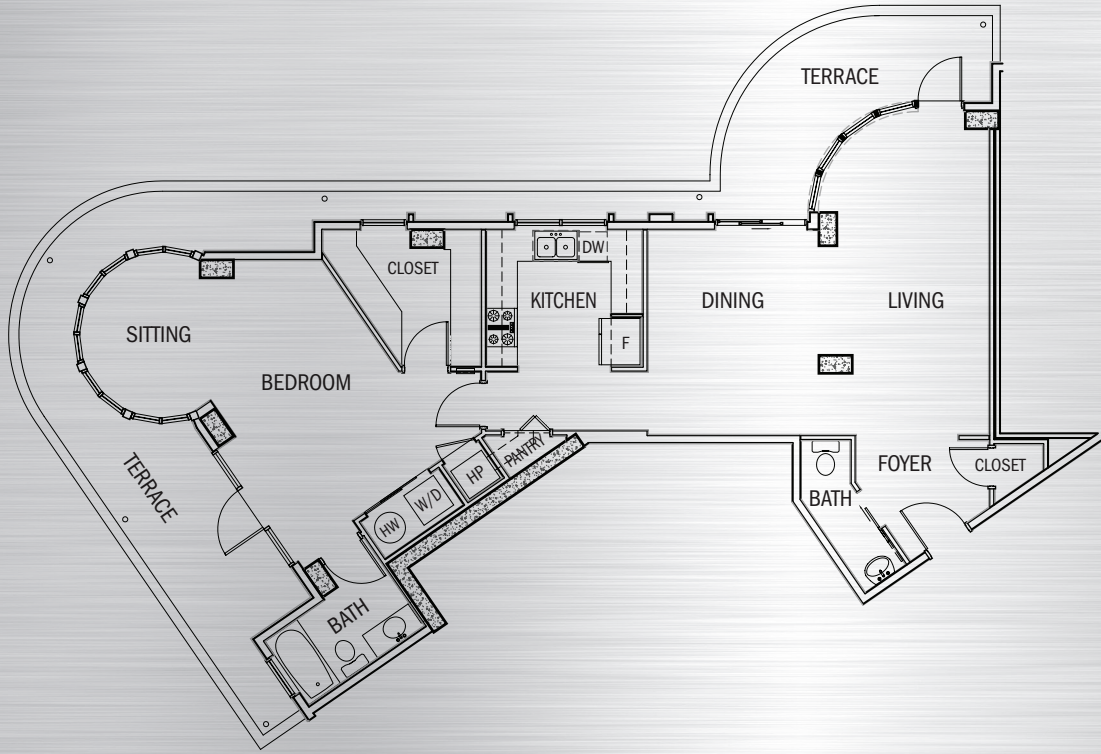 TERRACE
DW
CLOSET
KITCHEN
DINING
LIVING
SITTING
F
BEDROOM
PANTRY
TERRACE
HP
W/D
HW
FOYER
CLOSET
BATH
BATH